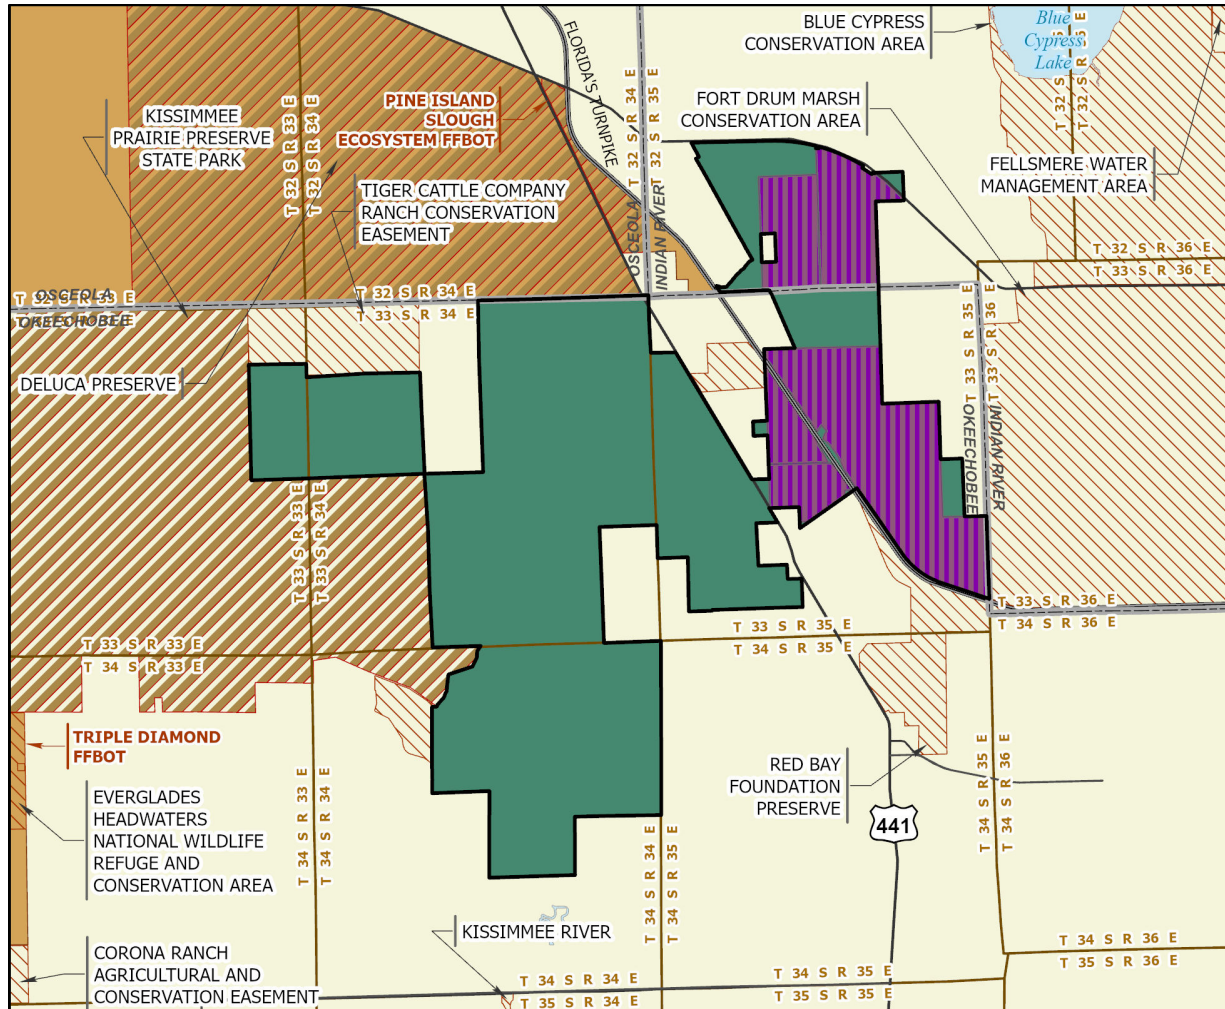 BLUE CYPRESS
CONSERVATION AREA
Blue
Cypress
Lake
FORT DRUM MARSH
CONSERVATION AREA
FELLSMERE WATER
MANAGEMENT AREA
KISSIMMEE
PRAIRIE PRESERVE
STATE PARK
PINE ISLAND
SLOUGH
ECOSYSTEM FFBOT
TIGER CATTLE COMPANY
RANCH CONSERVATION
EASEMENT
FLORIDA'S TURNPIKE
T 32 S R 33 E
T 32 S R 34 E
T 32 S R 34 E
T 32 S R 35 E
OSCEOLA
INDIAN RIVER
T 32 S R 35 E
T 32 S R 36 E
T 32 S R 36 E
T 33 S R 36 E
T 32 S R 33 E
OSCEOLA
OKEECHOBEE
T 32 S R 34 E
T 33 S R 34 E
DELUCA PRESERVE
T 33 S R 35 E
T 33 S R 36 E
OKEECHOBEE
INDIAN RIVER
T 33 S R 33 E
T 33 S R 34 E
T 33 S R 36 E
T 34 S R 36 E
T 33 S R 35 E
T 34 S R 35 E
T 33 S R 33 E
T 34 S R 33 E
TRIPLE DIAMOND
FFBOT
EVERGLADES
HEADWATERS
NATIONAL WILDLIFE
REFUGE AND
CONSERVATION AREA
T 34 S R 33 E
T 34 S R 34 E
RED BAY
FOUNDATION
PRESERVE
441
T 34 S R 35 E
T 34 S R 36 E
T 34 S R 34 E
T 34 S R 35 E
KISSIMMEE RIVER
CORONA RANCH
AGRICULTURAL AND
CONSERVATION EASEMENT
T 34 S R 34 E
T 35 S R 34 E
T 34 S R 35 E
T 35 S R 35 E
T 34 S R 36 E
T 35 S R 36 E